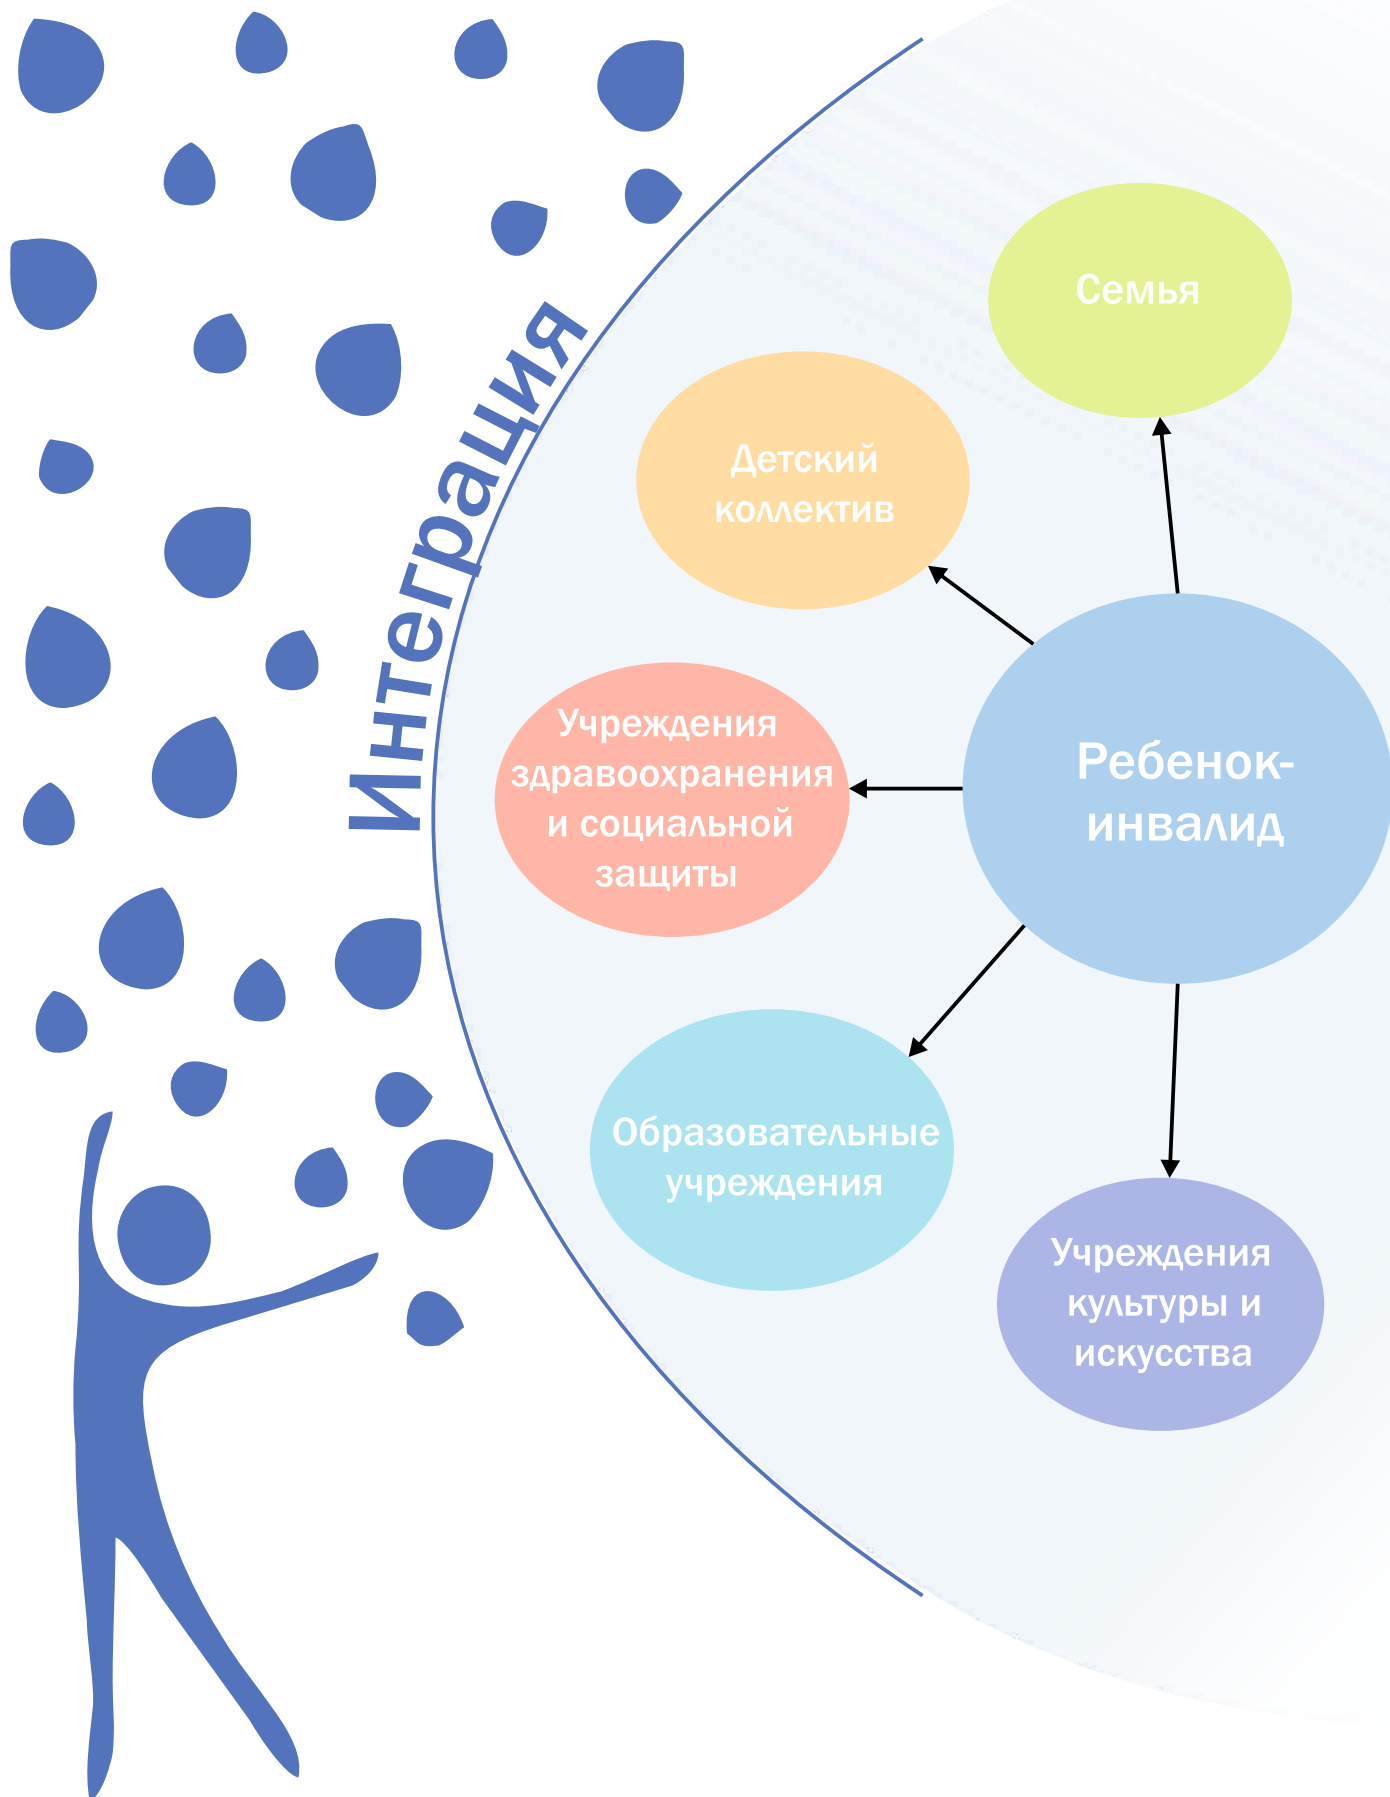 Интеграция
Семья
Детский
коллектив
Учреждения
здравоохранения
и социальной
защиты
Ребенок-
инвалид
Образовательные
учреждения
Учреждения
культуры и
искусства